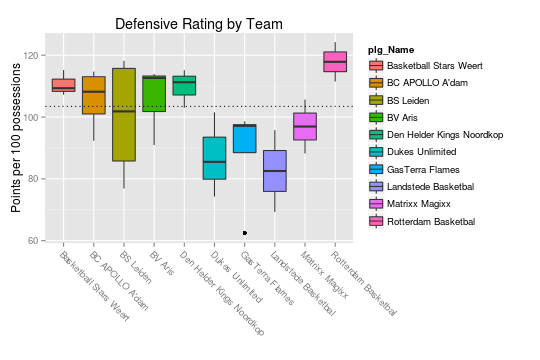 Defensive Rating by Team
Points per 100 possessions
120
100
80
60
Basketball Stars Weert
BC APOLLO A'dam
BS Leiden
BV Aris
Den Helder Kings Noordkop
Dukes Unlimited
GasTerra Flames
Landstede Basketbal
Matrixx Magixx
Rotterdam Basketbal
plg_Name
Basketball Stars Weert
BC APOLLO A'dam
BS Leiden
BV Aris
Den Helder Kings Noordkop
Dukes Unlimited
GasTerra Flames
Landstede Basketbal
Matrixx Magixx
Rotterdam Basketbal